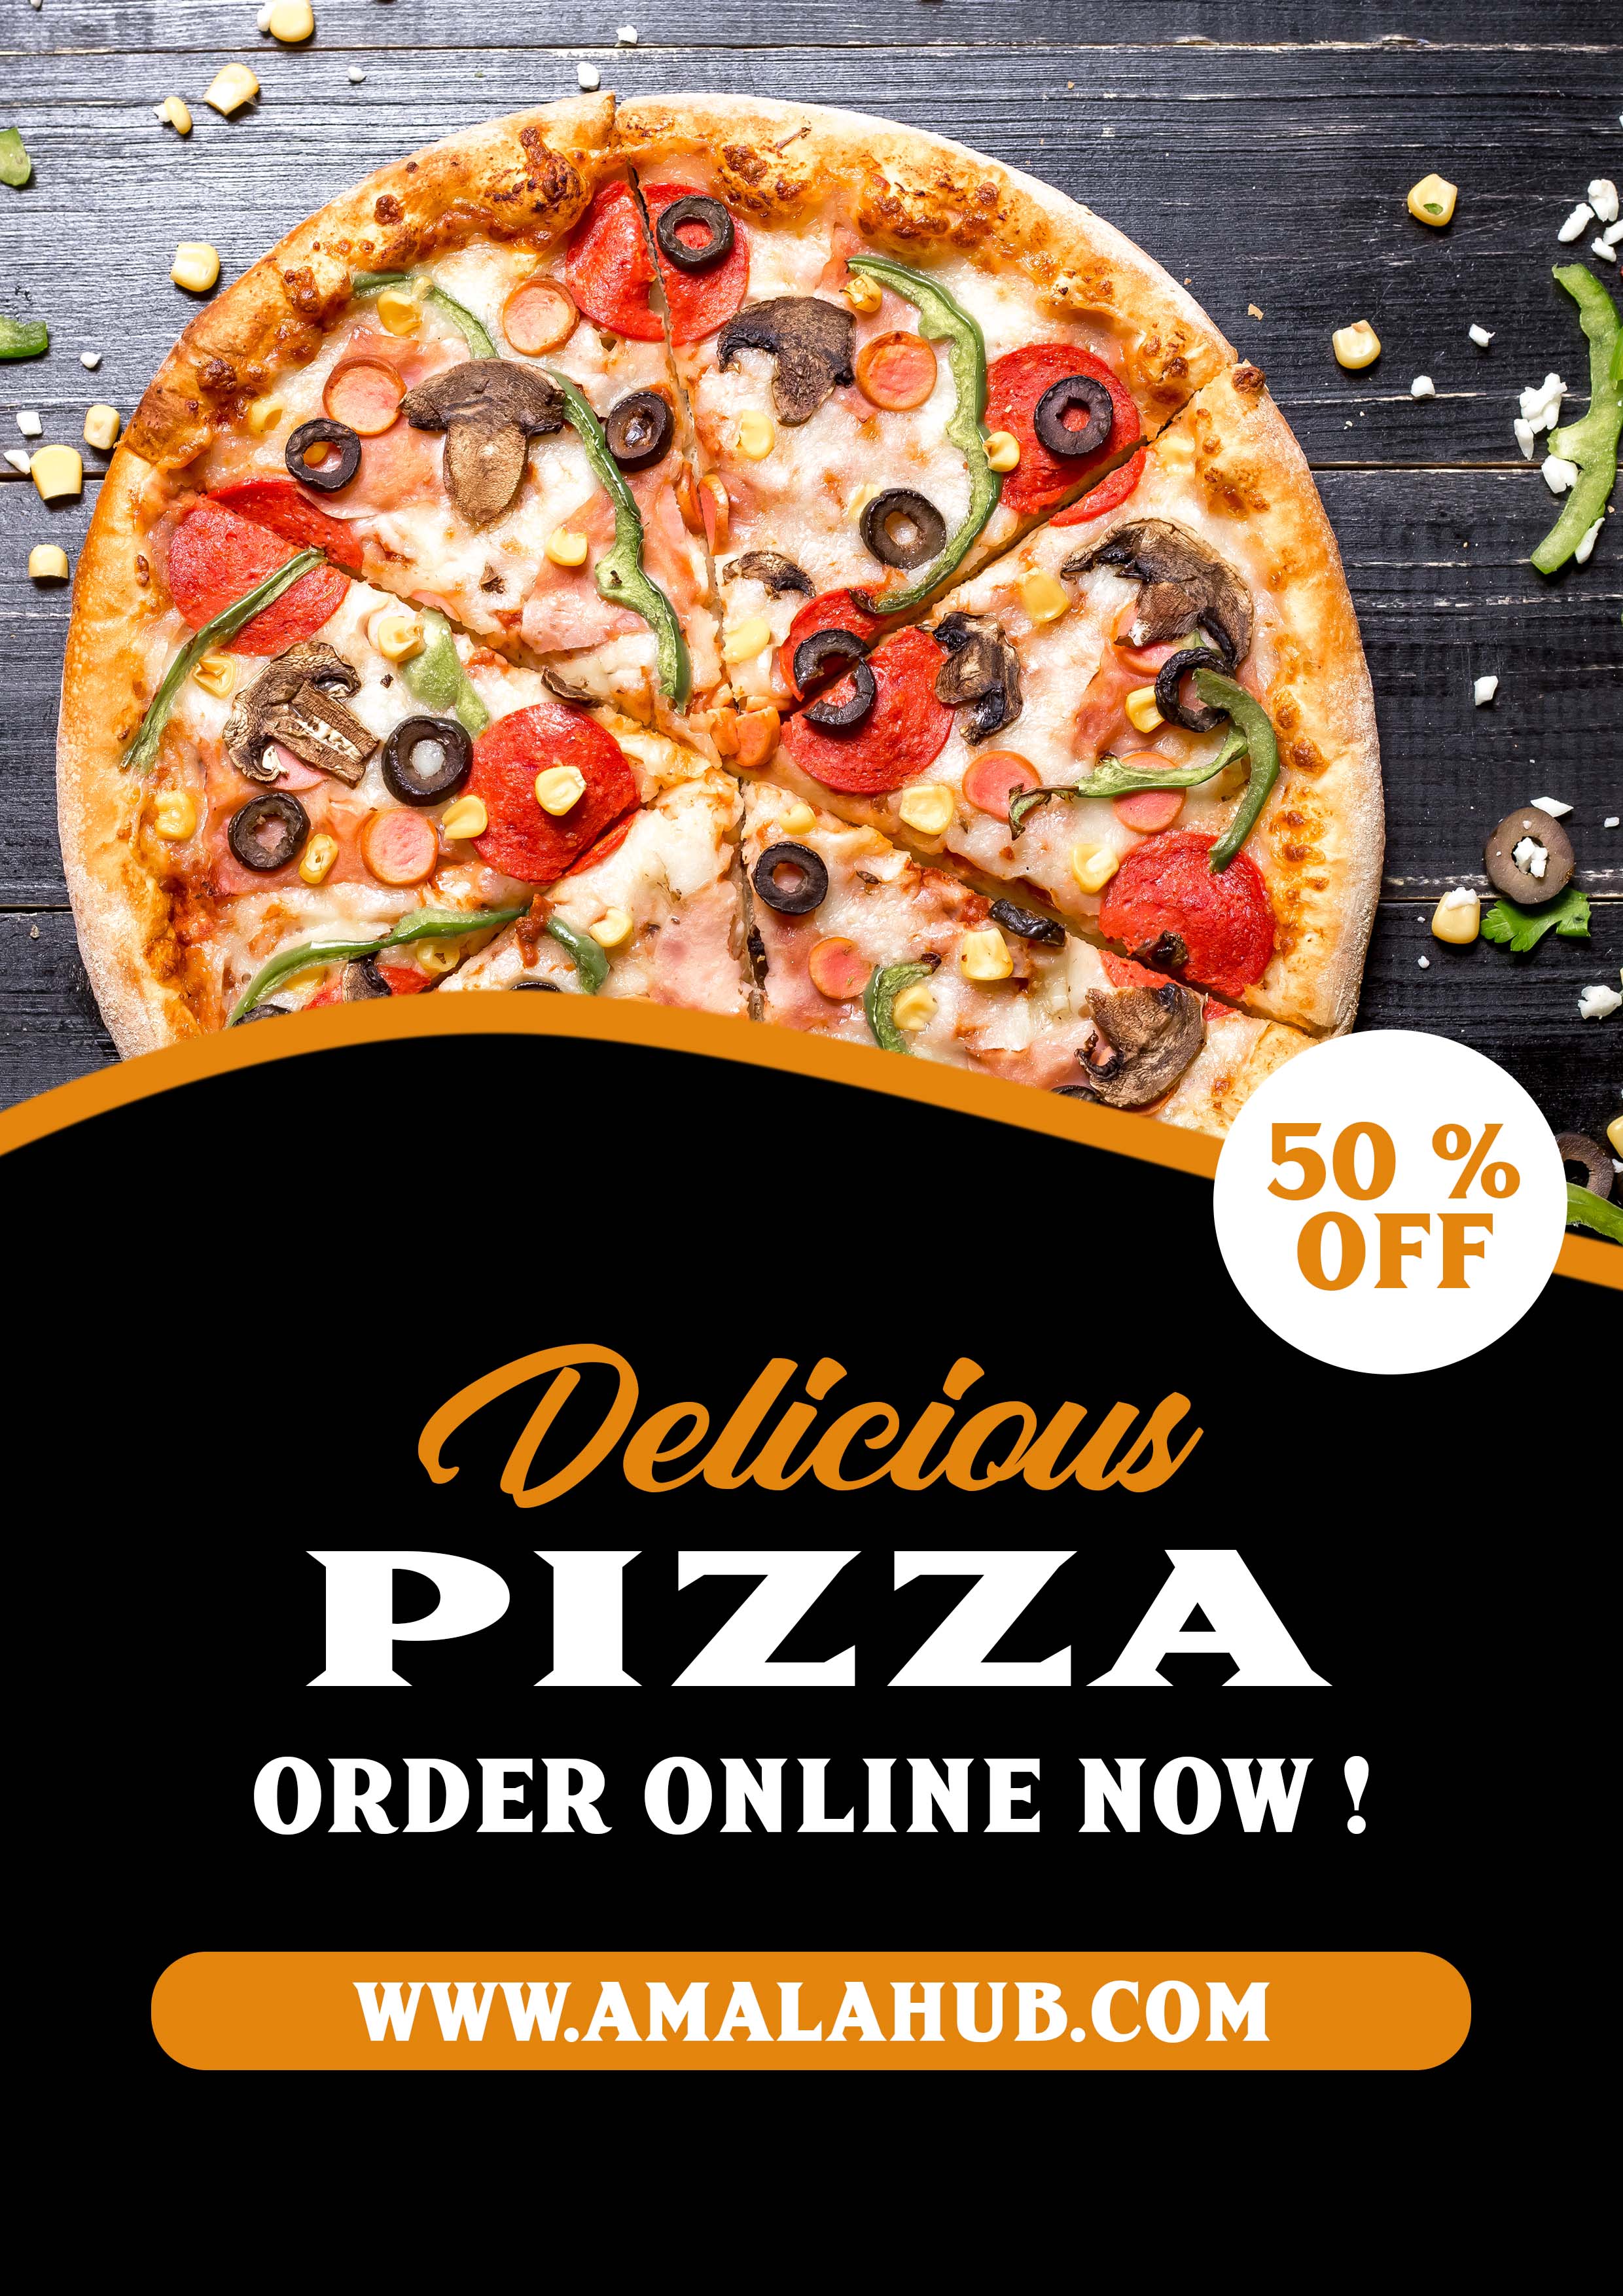 50 %
OFF
Delicious
PIZZA
ORDER ONLINE NOW !
WWW.AMALAHUB.COM